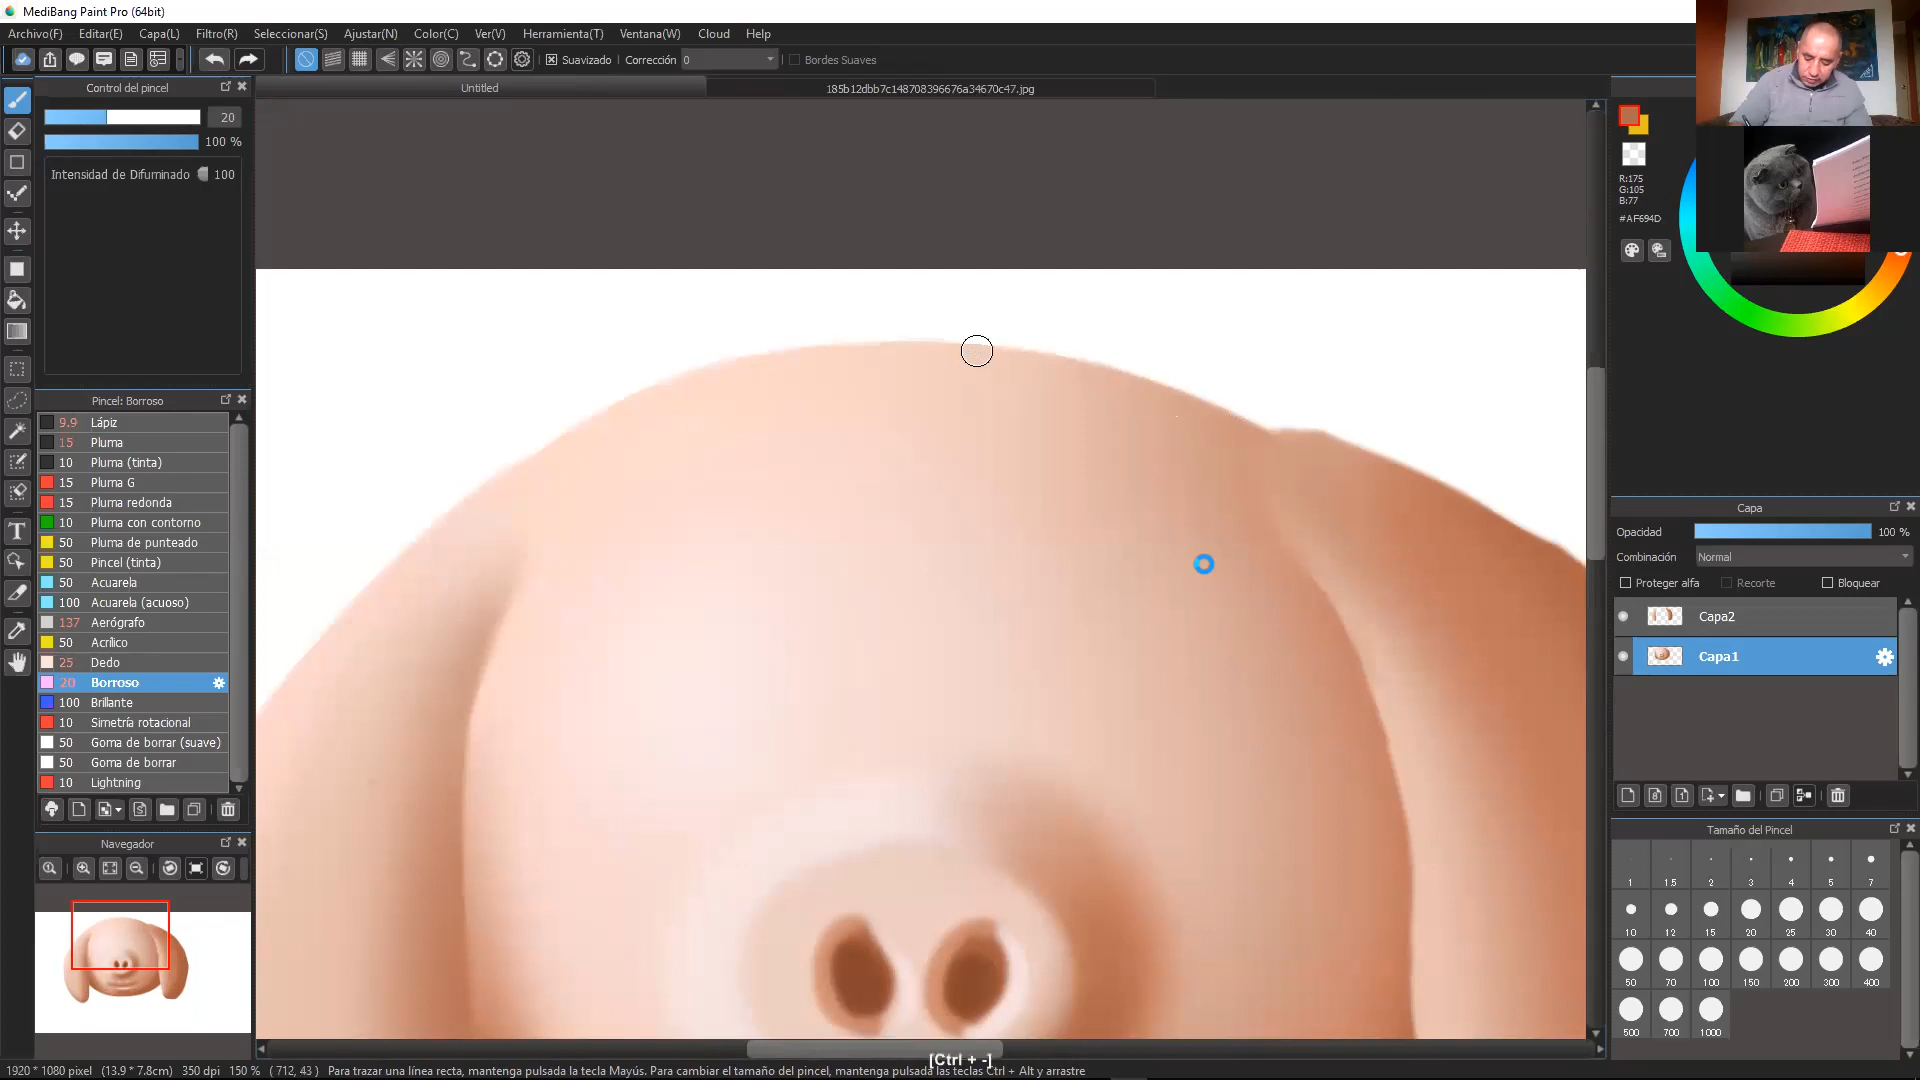 MediBang Paint Pro (64bit)
Archivo(F) Editar(E) Capa(L) Filtro(R) Seleccionar(S) Ajustar(N) Color(C) Ver(V) Herramienta(T) Ventana(W) Cloud Help
Suavizado Corrección 0 Bordes Suaves
Control del pincel
Untitled
185b12dbb7c148708396676a34670c47.jpg
20
100 %
Intensidad de Difuminado 100
R:175
G:105
B:77
#AF694D
Pincel: Borroso
9.9 Lápiz
15 Pluma
10 Pluma (tinta)
15 Pluma G
15 Pluma redonda
10 Pluma con contorno
50 Pluma de punteado
50 Pincel (tinta)
50 Acuarela
100 Acuarela (acuoso)
137 Aerógrafo
50 Acrílico
25 Dedo
20 Borroso
100 Brillante
10 Simetría rotacional
50 Goma de borrar (suave)
50 Goma de borrar
10 Lightning
Capa
Opacidad 100 %
Combinación Normal
Proteger alfa Recorte Bloquear
Capa2
Capa1
Navegador
Tamaño del Pincel
1 1.5 2 3 4 5 7
10 12 15 20 25 30 40
50 70 100 150 200 300 400
500 700 1000
[Ctrl + -]
1920 * 1080 pixel (13.9 * 7.8cm) 350 dpi 150 % ( 712, 43 ) Para trazar una línea recta, mantenga pulsada la tecla Mayús. Para cambiar el tamaño del pincel, mantenga pulsada las teclas Ctrl + Alt y arrastre